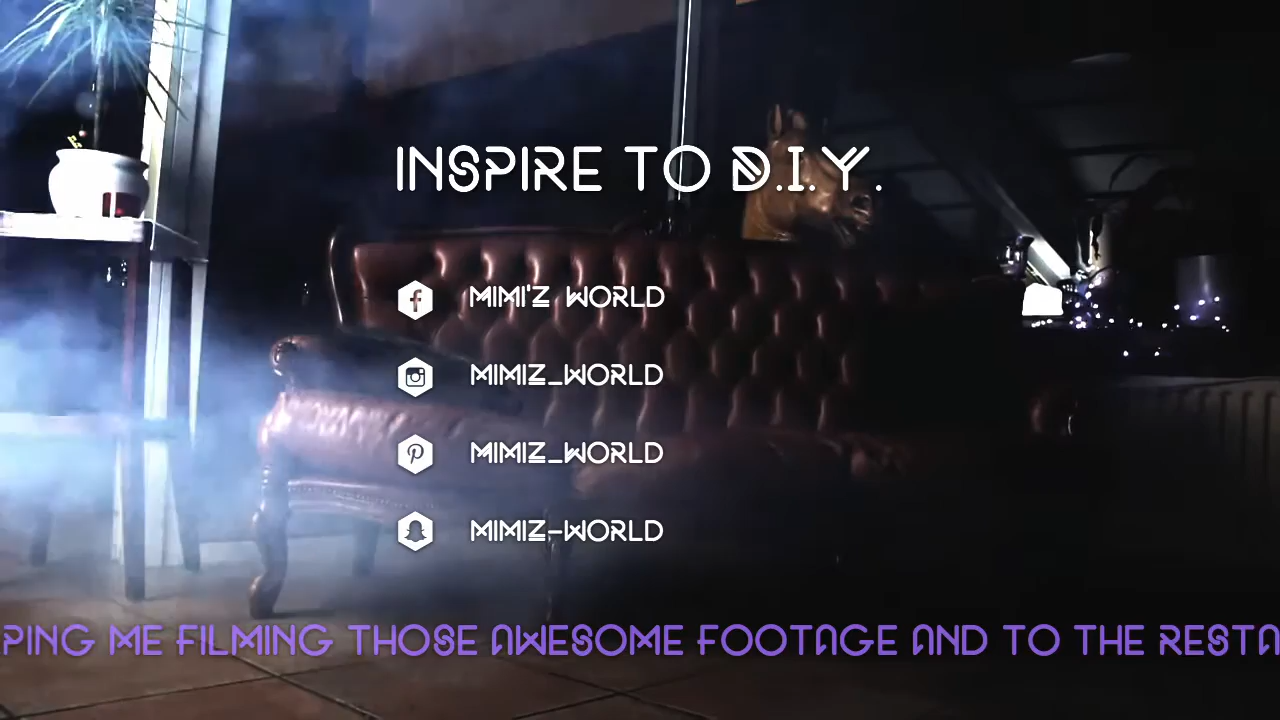 INSPIRE TO D.I.Y.
MIMI'Z WORLD
MIMIZ_WORLD
MIMIZ_WORLD
MIMIZ-WORLD
PING ME FILMING THOSE AWESOME FOOTAGE AND TO THE RESTA